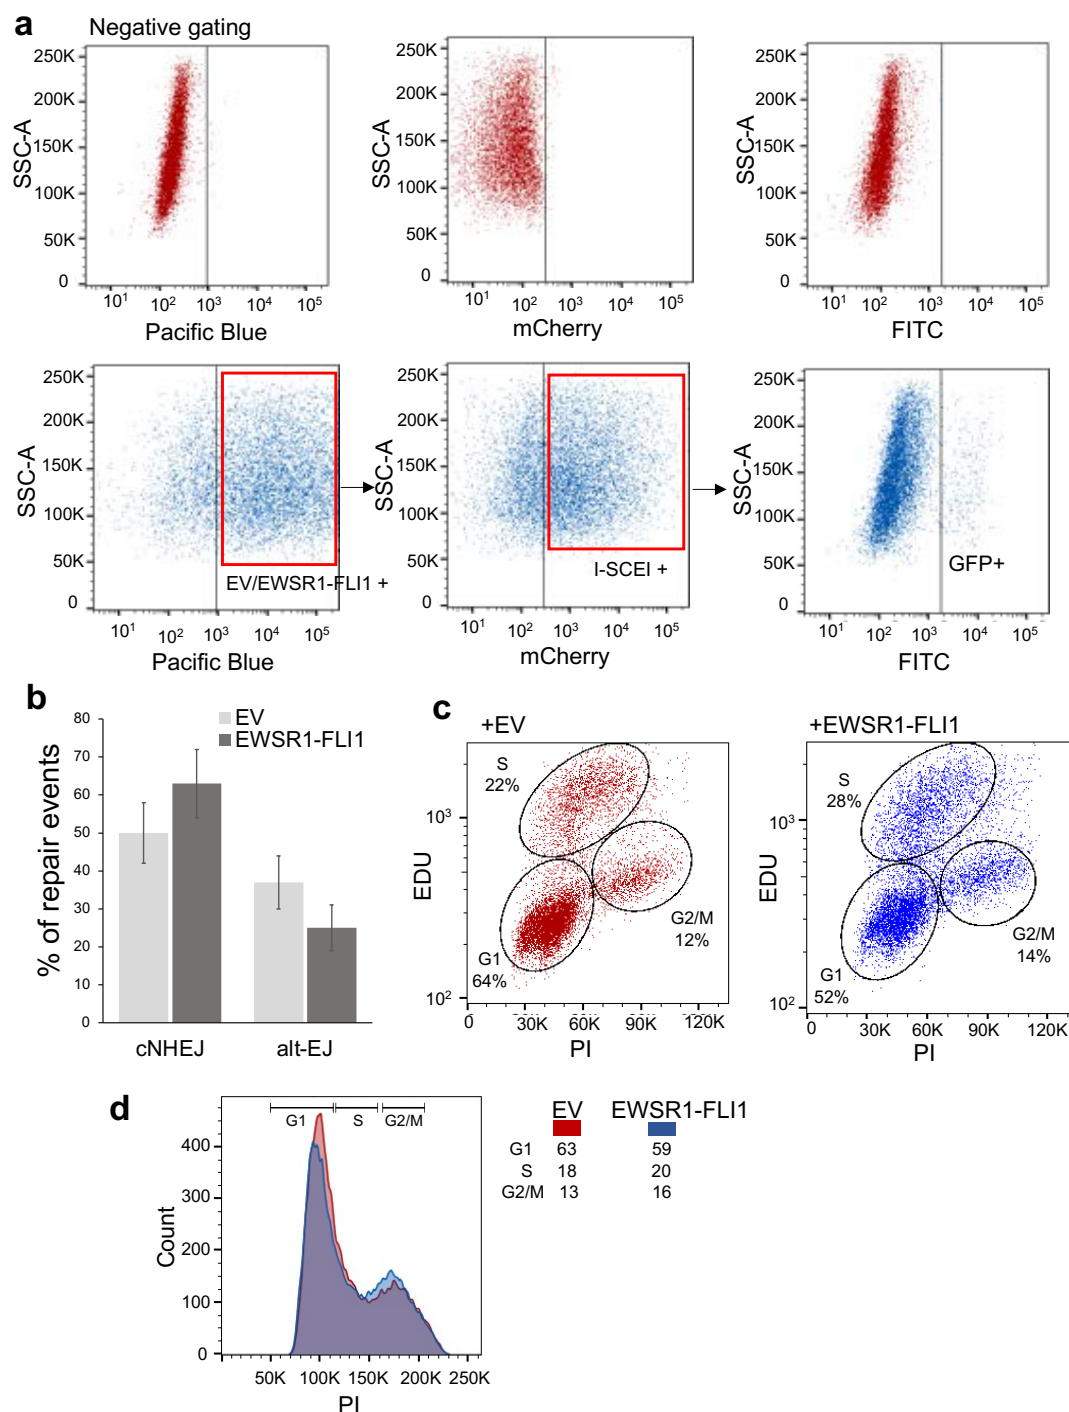 a
Negative gating
250K
200K
150K
100K
50K
0
SSC-A
10¹ 10² 10³ 10⁴ 10⁵
Pacific Blue
250K
200K
150K
100K
50K
0
SSC-A
10¹ 10² 10³ 10⁴ 10⁵
mCherry
250K
200K
150K
100K
50K
0
SSC-A
10¹ 10² 10³ 10⁴ 10⁵
FITC
250K
200K
150K
100K
50K
0
SSC-A
EV/EWSR1-FLI1 +
10¹ 10² 10³ 10⁴ 10⁵
Pacific Blue
250K
200K
150K
100K
50K
0
SSC-A
I-SCEI +
10¹ 10² 10³ 10⁴ 10⁵
mCherry
250K
200K
150K
100K
50K
0
SSC-A
GFP+
10¹ 10² 10³ 10⁴ 10⁵
FITC
b
EV
EWSR1-FLI1
80
70
60
50
40
30
20
10
0
% of repair events
cNHEJ alt-EJ
c
+EV
S
22%
10³
EDU
G2/M
12%
G1
64%
10²
0 30K 60K 90K 120K
PI
+EWSR1-FLI1
S
28%
10³
EDU
G2/M
14%
G1
52%
10²
0 30K 60K 90K 120K
PI
d
G1 S G2/M
400
300
200
100
0
Count
50K 100K 150K 200K 250K
PI
EV EWSR1-FLI1
G1 63 59
S 18 20
G2/M 13 16